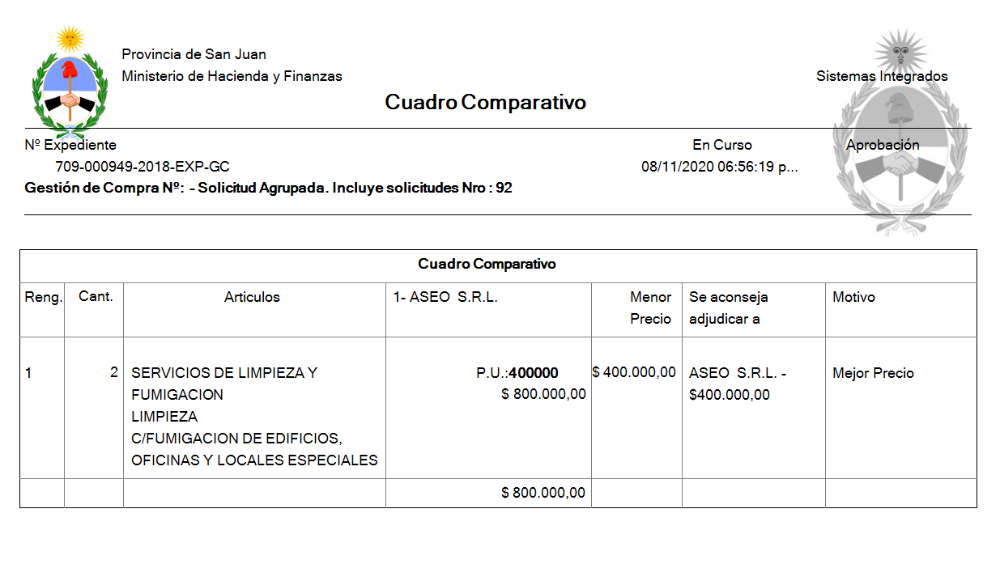 Provincia de San Juan
Ministerio de Hacienda y Finanzas
Sistemas Integrados
Cuadro Comparativo
Nº Expediente
En Curso
Aprobación
709-000949-2018-EXP-GC
08/11/2020 06:56:19 p...
Gestión de Compra Nº: - Solicitud Agrupada. Incluye solicitudes Nro : 92
Cuadro Comparativo
Reng.
Cant.
Articulos
1- ASEO S.R.L.
Menor
Precio
Se aconseja
adjudicar a
Motivo
1
2
SERVICIOS DE LIMPIEZA Y
FUMIGACION
LIMPIEZA
C/FUMIGACION DE EDIFICIOS,
OFICINAS Y LOCALES ESPECIALES
P.U.:400000
$ 800.000,00
$ 400.000,00
ASEO S.R.L. -
$400.000,00
Mejor Precio
$ 800.000,00